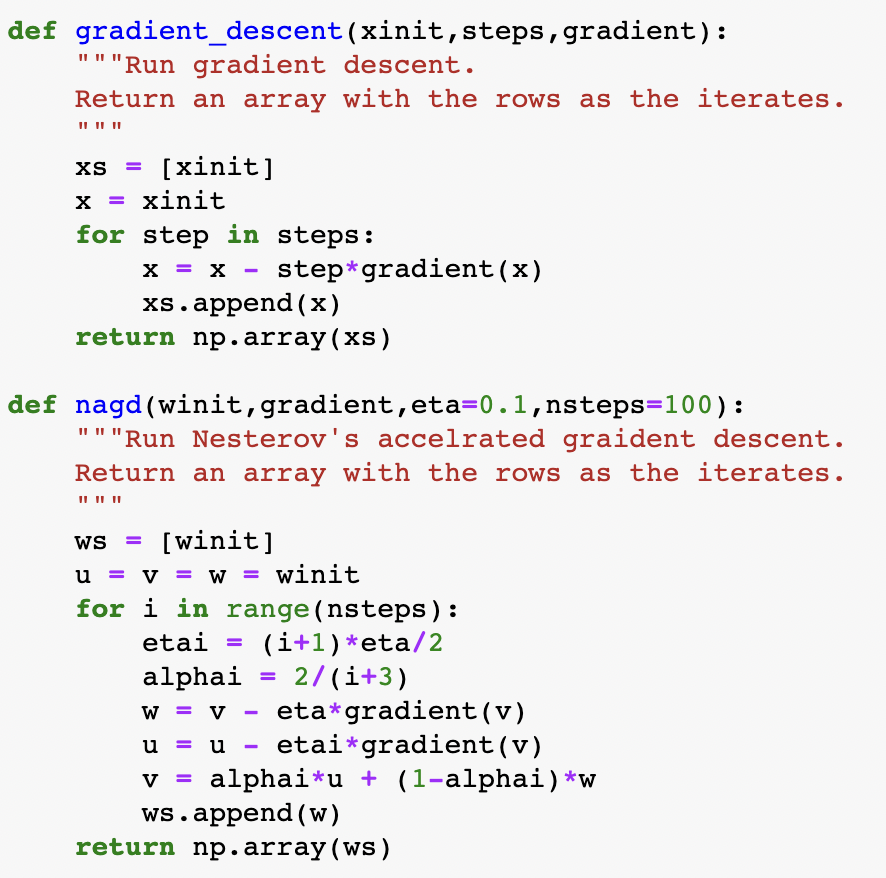 def gradient_descent(xinit,steps,gradient):
    """Run gradient descent.
    Return an array with the rows as the iterates.
    """
    xs = [xinit]
    x = xinit
    for step in steps:
        x = x - step*gradient(x)
        xs.append(x)
    return np.array(xs)

def nagd(winit,gradient,eta=0.1,nsteps=100):
    """Run Nesterov's accelrated graident descent.
    Return an array with the rows as the iterates.
    """
    ws = [winit]
    u = v = w = winit
    for i in range(nsteps):
        etai = (i+1)*eta/2
        alphai = 2/(i+3)
        w = v - eta*gradient(v)
        u = u - etai*gradient(v)
        v = alphai*u + (1-alphai)*w
        ws.append(w)
    return np.array(ws)